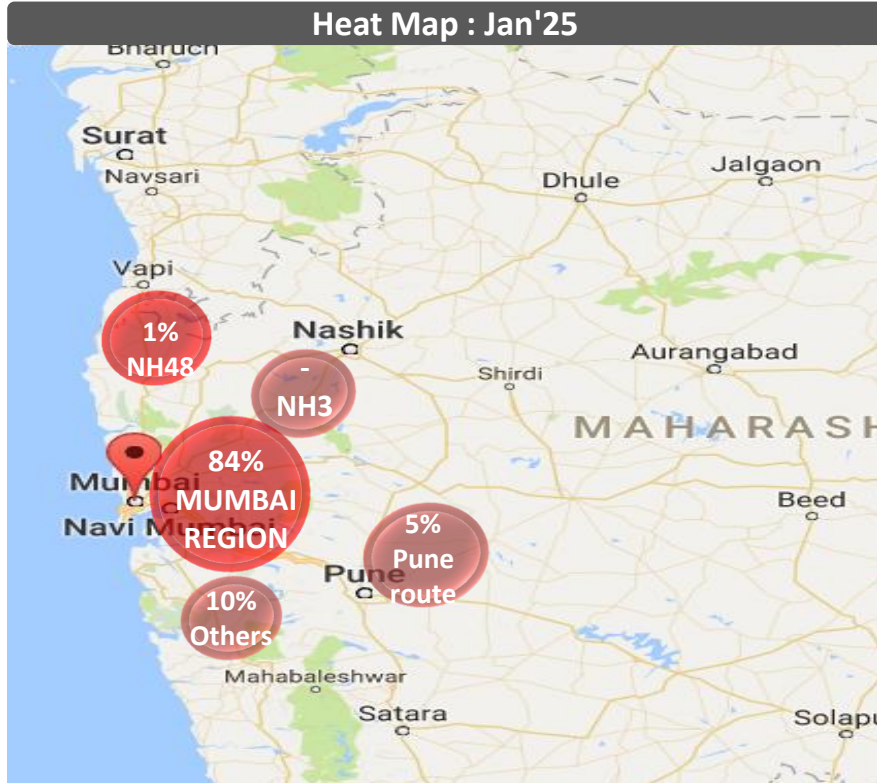 Heat Map : Jan'25
Bharuch
Surat
Navsari
Jalgaon
Dhule
Vapi
1%
NH48
Nashik
Aurangabad
Shirdi
-
NH3
MAHARASH
84%
MUMBAI
REGION
Mumbai
Navi Mumbai
Beed
5%
Pune
route
Pune
10%
Others
Mahabaleshwar
Satara
Solapu